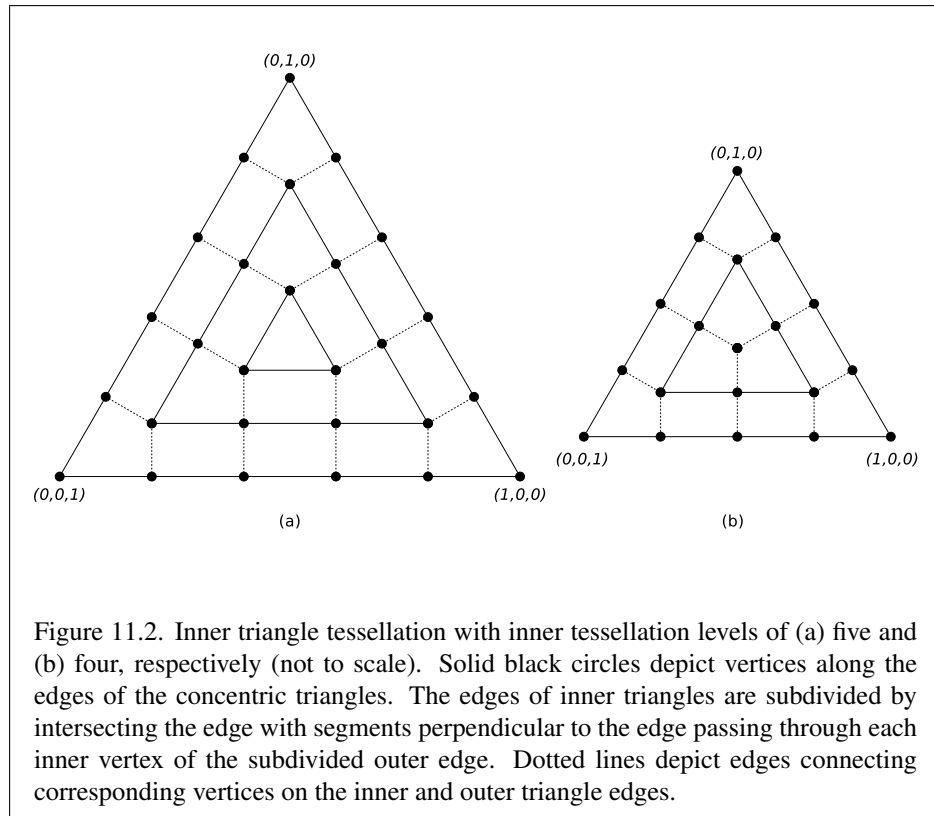 (0,1,0)
(0,1,0)
(0,0,1)
(1,0,0)
(0,0,1)
(1,0,0)
(a)
(b)
Figure 11.2. Inner triangle tessellation with inner tessellation levels of (a) five and
(b) four, respectively (not to scale). Solid black circles depict vertices along the
edges of the concentric triangles. The edges of inner triangles are subdivided by
intersecting the edge with segments perpendicular to the edge passing through each
inner vertex of the subdivided outer edge. Dotted lines depict edges connecting
corresponding vertices on the inner and outer triangle edges.